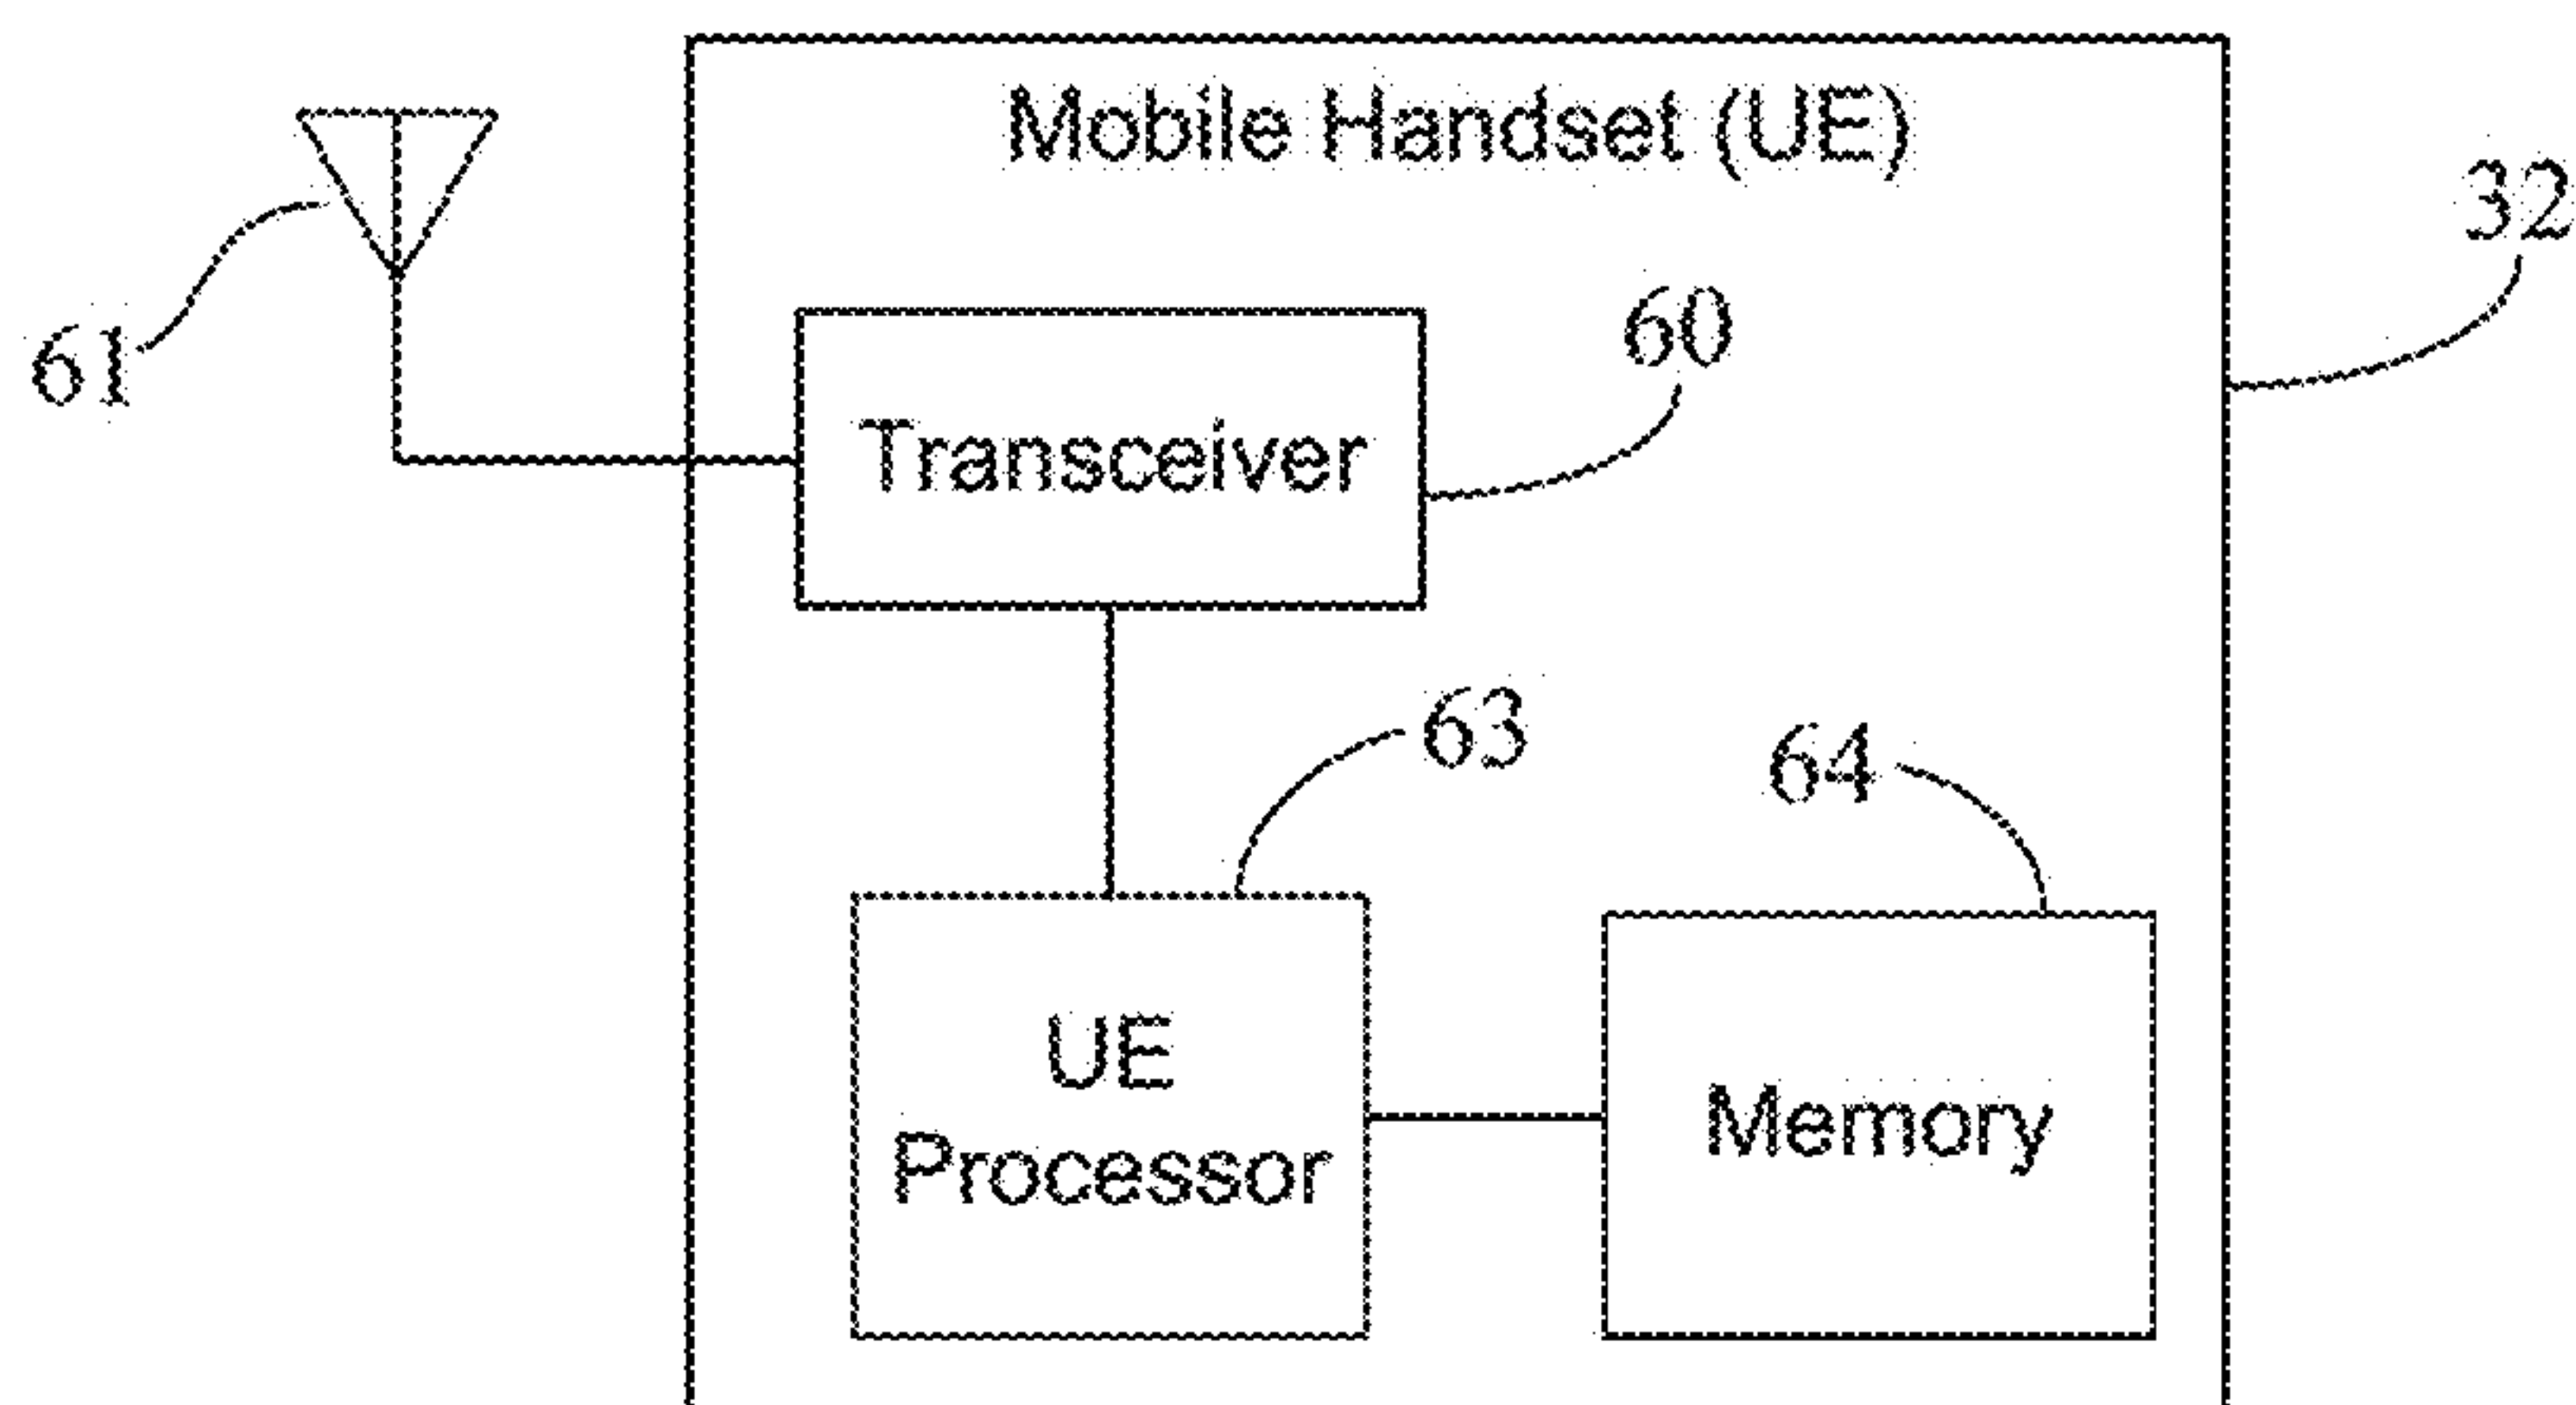 Mobile Handset (UE)
32
61
60
Transceiver
63
64
UE
Processor
Memory